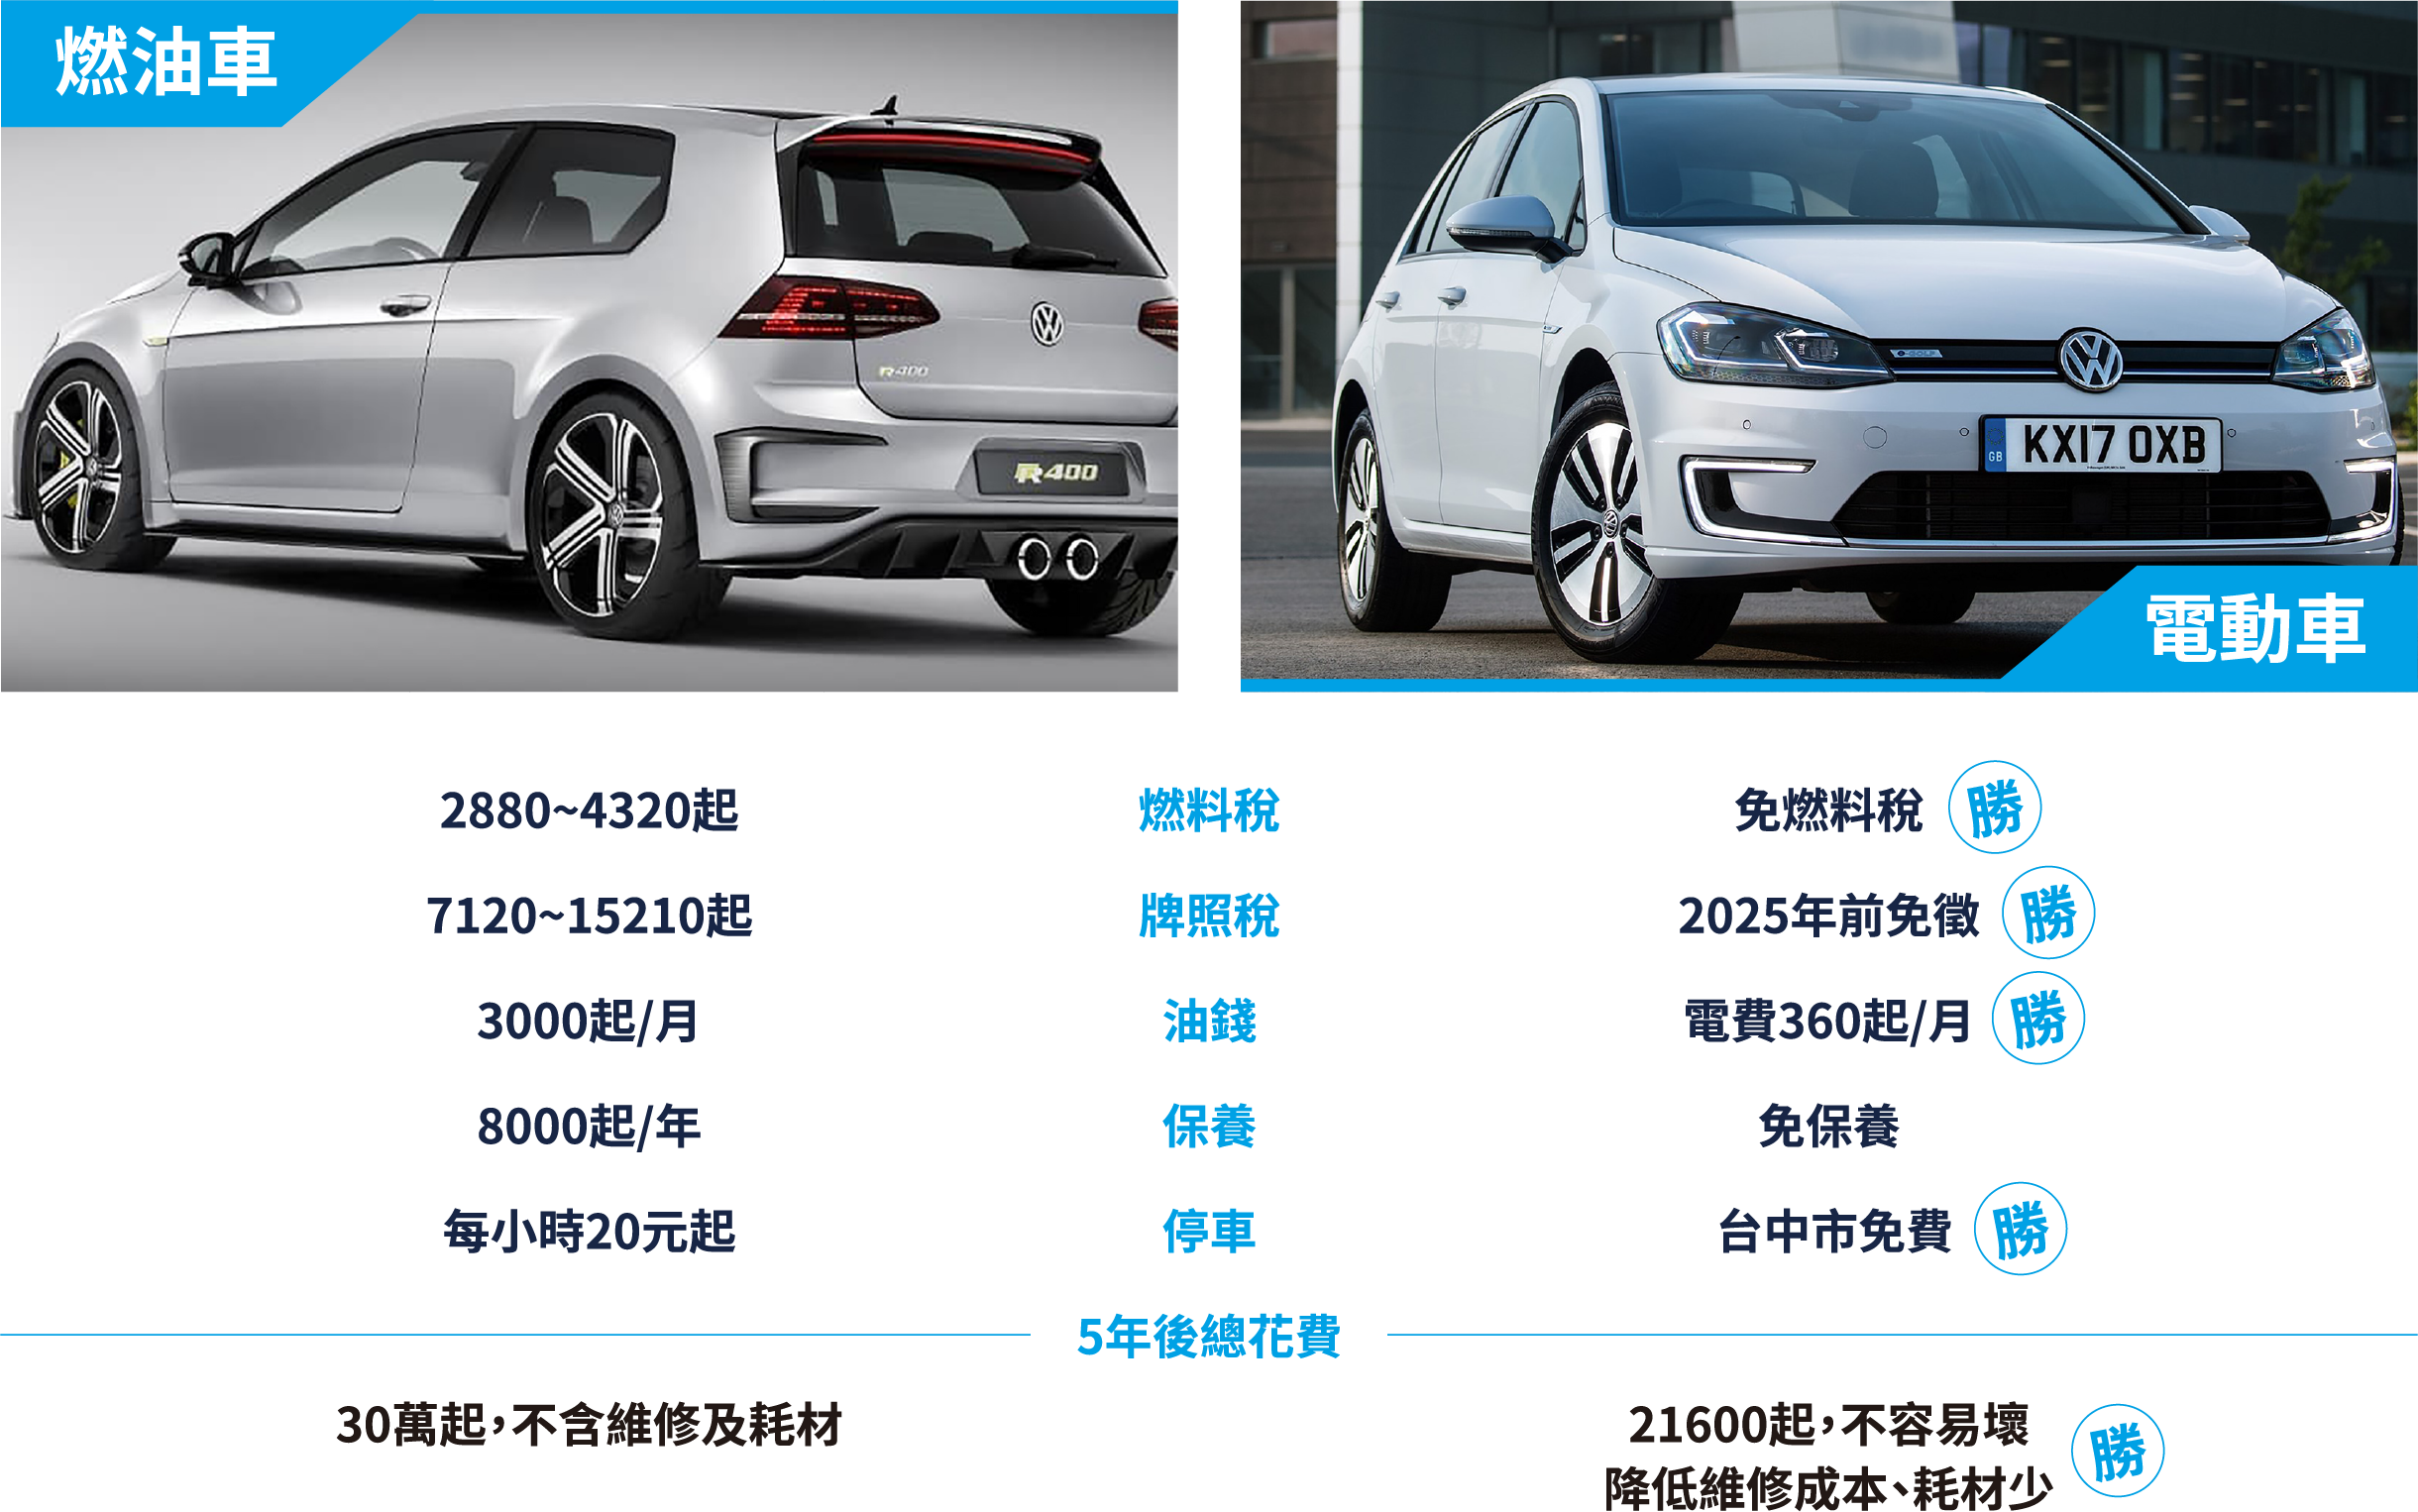 燃油車
R400
R400
e-GOLF
GB
KX17 OXB
電動車
2880~4320起 燃料稅 免燃料稅 勝
7120~15210起 牌照稅 2025年前免徵 勝
3000起/月 油錢 電費360起/月 勝
8000起/年 保養 免保養
每小時20元起 停車 台中市免費 勝
5年後總花費
30萬起,不含維修及耗材
21600起,不容易壞
降低維修成本、耗材少
勝